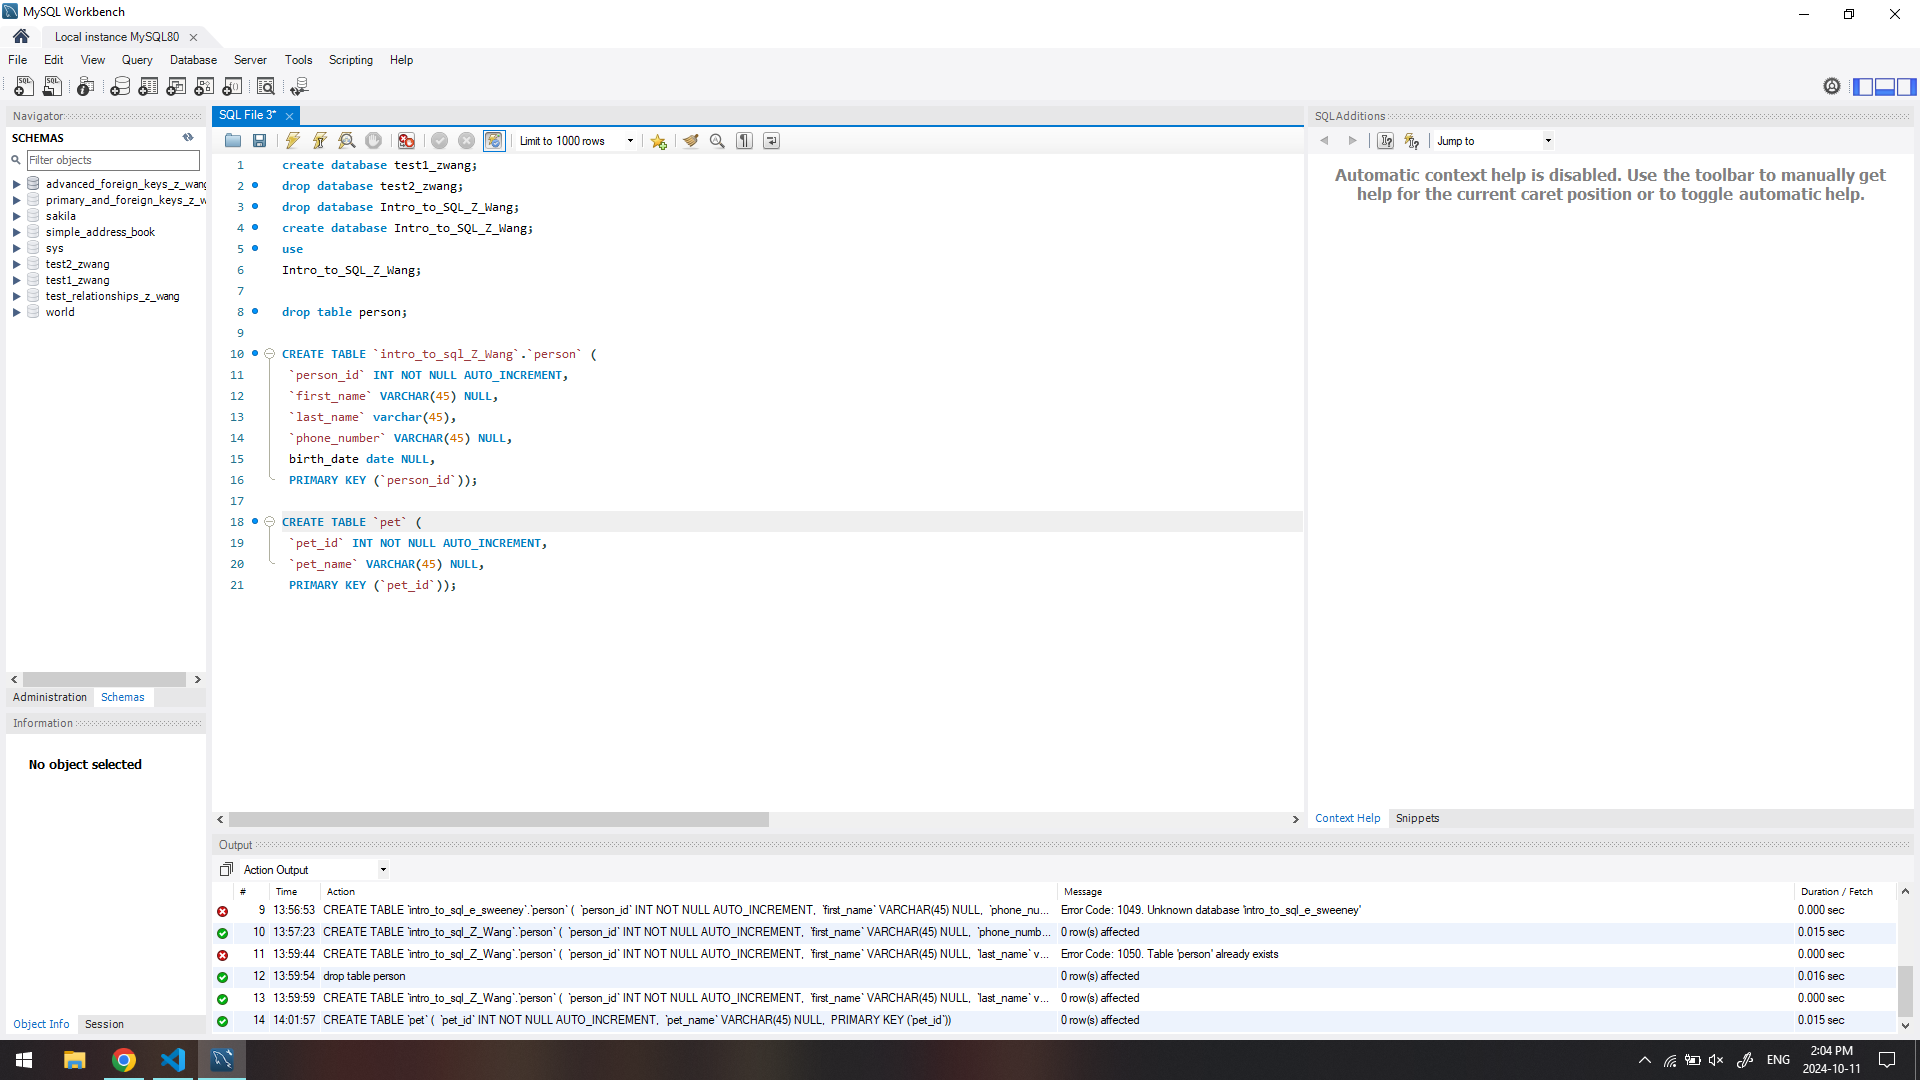 MySQL Workbench
Local instance MySQL80
File Edit View Query Database Server Tools Scripting Help
Navigator
SCHEMAS
Filter objects
advanced_foreign_keys_z_wang
primary_and_foreign_keys_z_w
sakila
simple_address_book
sys
test2_zwang
test1_zwang
test_relationships_z_wang
world
Administration Schemas
Information
No object selected
Object Info Session
SQL File 3*
Limit to 1000 rows
1 create database test1_zwang;
2 drop database test2_zwang;
3 drop database Intro_to_SQL_Z_Wang;
4 create database Intro_to_SQL_Z_Wang;
5 use
6 Intro_to_SQL_Z_Wang;
7
8 drop table person;
9
10 CREATE TABLE `intro_to_sql_Z_Wang`.`person` (
11 `person_id` INT NOT NULL AUTO_INCREMENT,
12 `first_name` VARCHAR(45) NULL,
13 `last_name` varchar(45),
14 `phone_number` VARCHAR(45) NULL,
15 birth_date date NULL,
16 PRIMARY KEY (`person_id`));
17
18 CREATE TABLE `pet` (
19 `pet_id` INT NOT NULL AUTO_INCREMENT,
20 `pet_name` VARCHAR(45) NULL,
21 PRIMARY KEY (`pet_id`));
SQLAdditions
Jump to
Automatic context help is disabled. Use the toolbar to manually get
help for the current caret position or to toggle automatic help.
Context Help Snippets
Output
Action Output
# Time Action Message Duration / Fetch
9 13:56:53 CREATE TABLE `intro_to_sql_e_sweeney`.`person` ( `person_id` INT NOT NULL AUTO_INCREMENT, `first_name` VARCHAR(45) NULL, `phone_nu... Error Code: 1049. Unknown database 'intro_to_sql_e_sweeney' 0.000 sec
10 13:57:23 CREATE TABLE `intro_to_sql_Z_Wang`.`person` ( `person_id` INT NOT NULL AUTO_INCREMENT, `first_name` VARCHAR(45) NULL, `phone_numb... 0 row(s) affected 0.015 sec
11 13:59:44 CREATE TABLE `intro_to_sql_Z_Wang`.`person` ( `person_id` INT NOT NULL AUTO_INCREMENT, `first_name` VARCHAR(45) NULL, `last_name` v... Error Code: 1050. Table 'person' already exists 0.000 sec
12 13:59:54 drop table person 0 row(s) affected 0.016 sec
13 13:59:59 CREATE TABLE `intro_to_sql_Z_Wang`.`person` ( `person_id` INT NOT NULL AUTO_INCREMENT, `first_name` VARCHAR(45) NULL, `last_name` v... 0 row(s) affected 0.000 sec
14 14:01:57 CREATE TABLE `pet` ( `pet_id` INT NOT NULL AUTO_INCREMENT, `pet_name` VARCHAR(45) NULL, PRIMARY KEY (`pet_id`)) 0 row(s) affected 0.015 sec
ENG
2:04 PM
2024-10-11